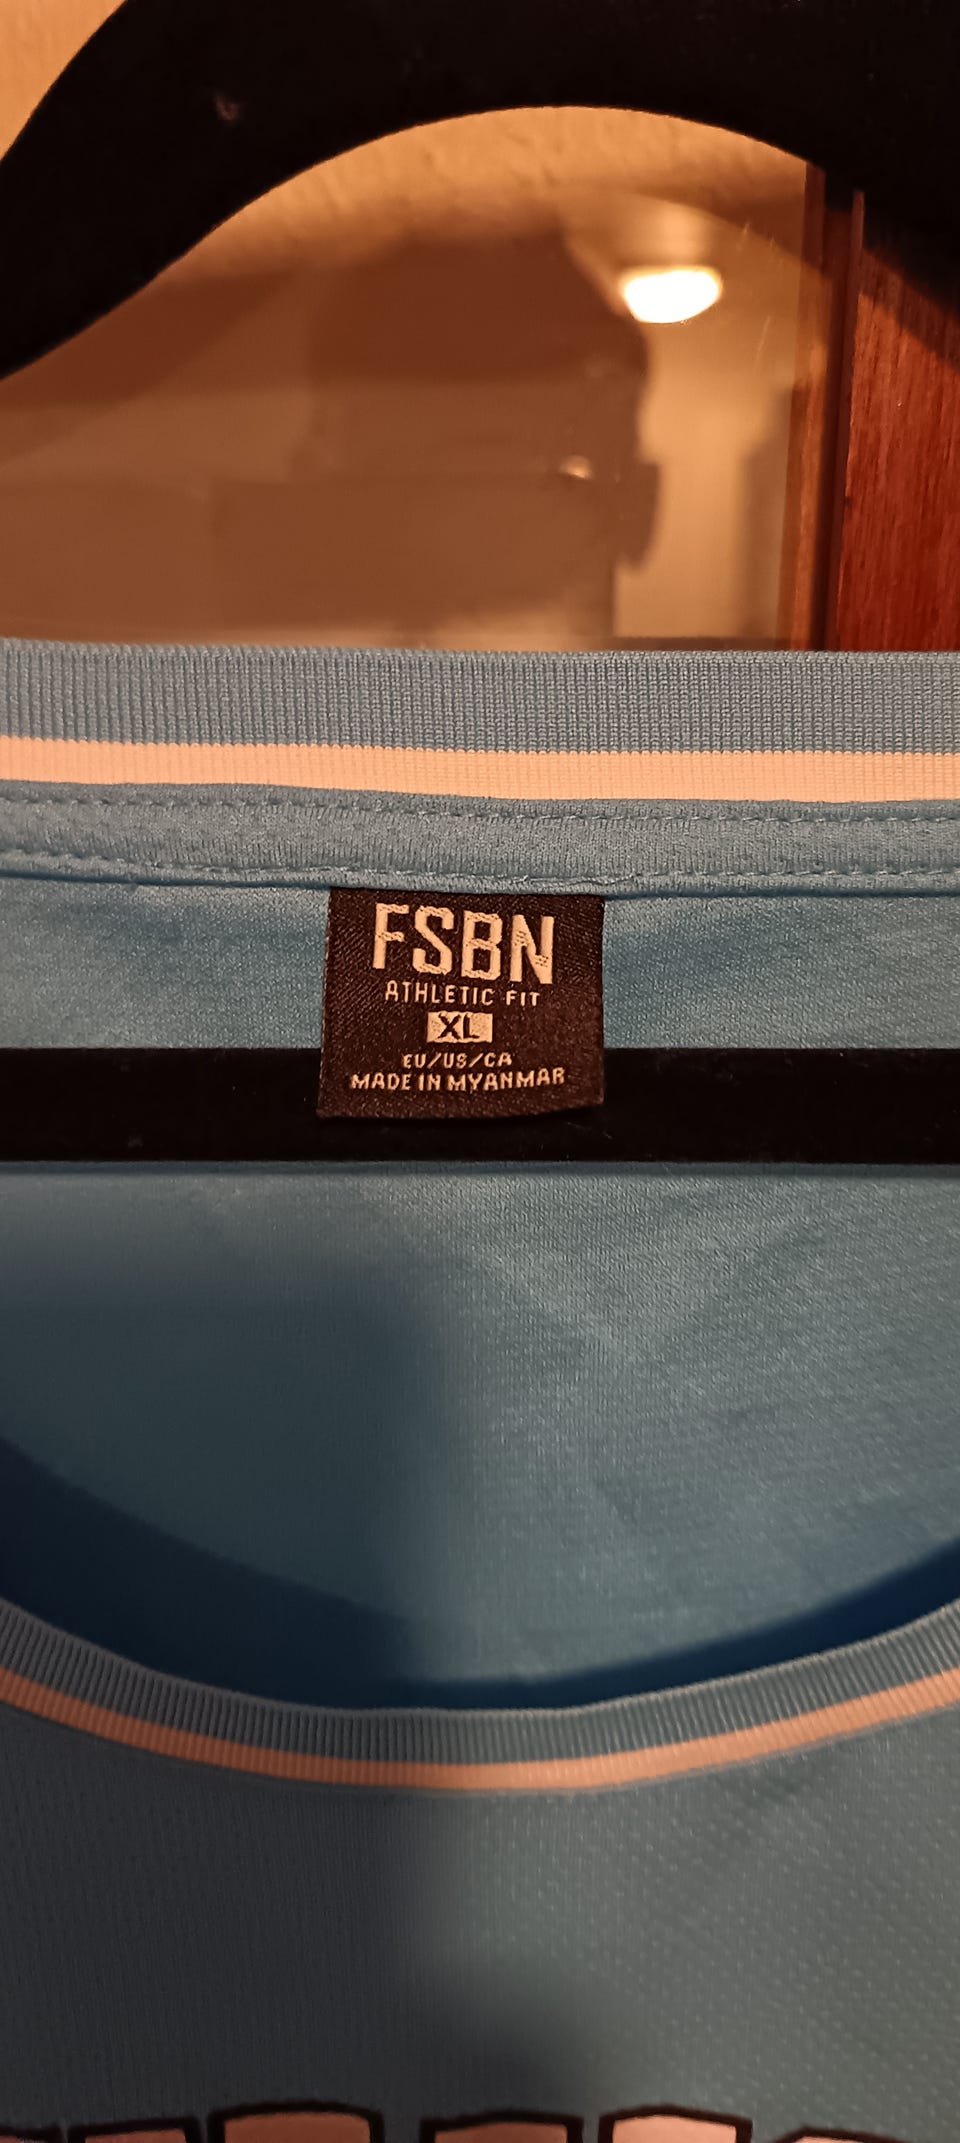 FSBN
ATHLETIC FIT
XL
EU/US/CA
MADE IN MYANMAR